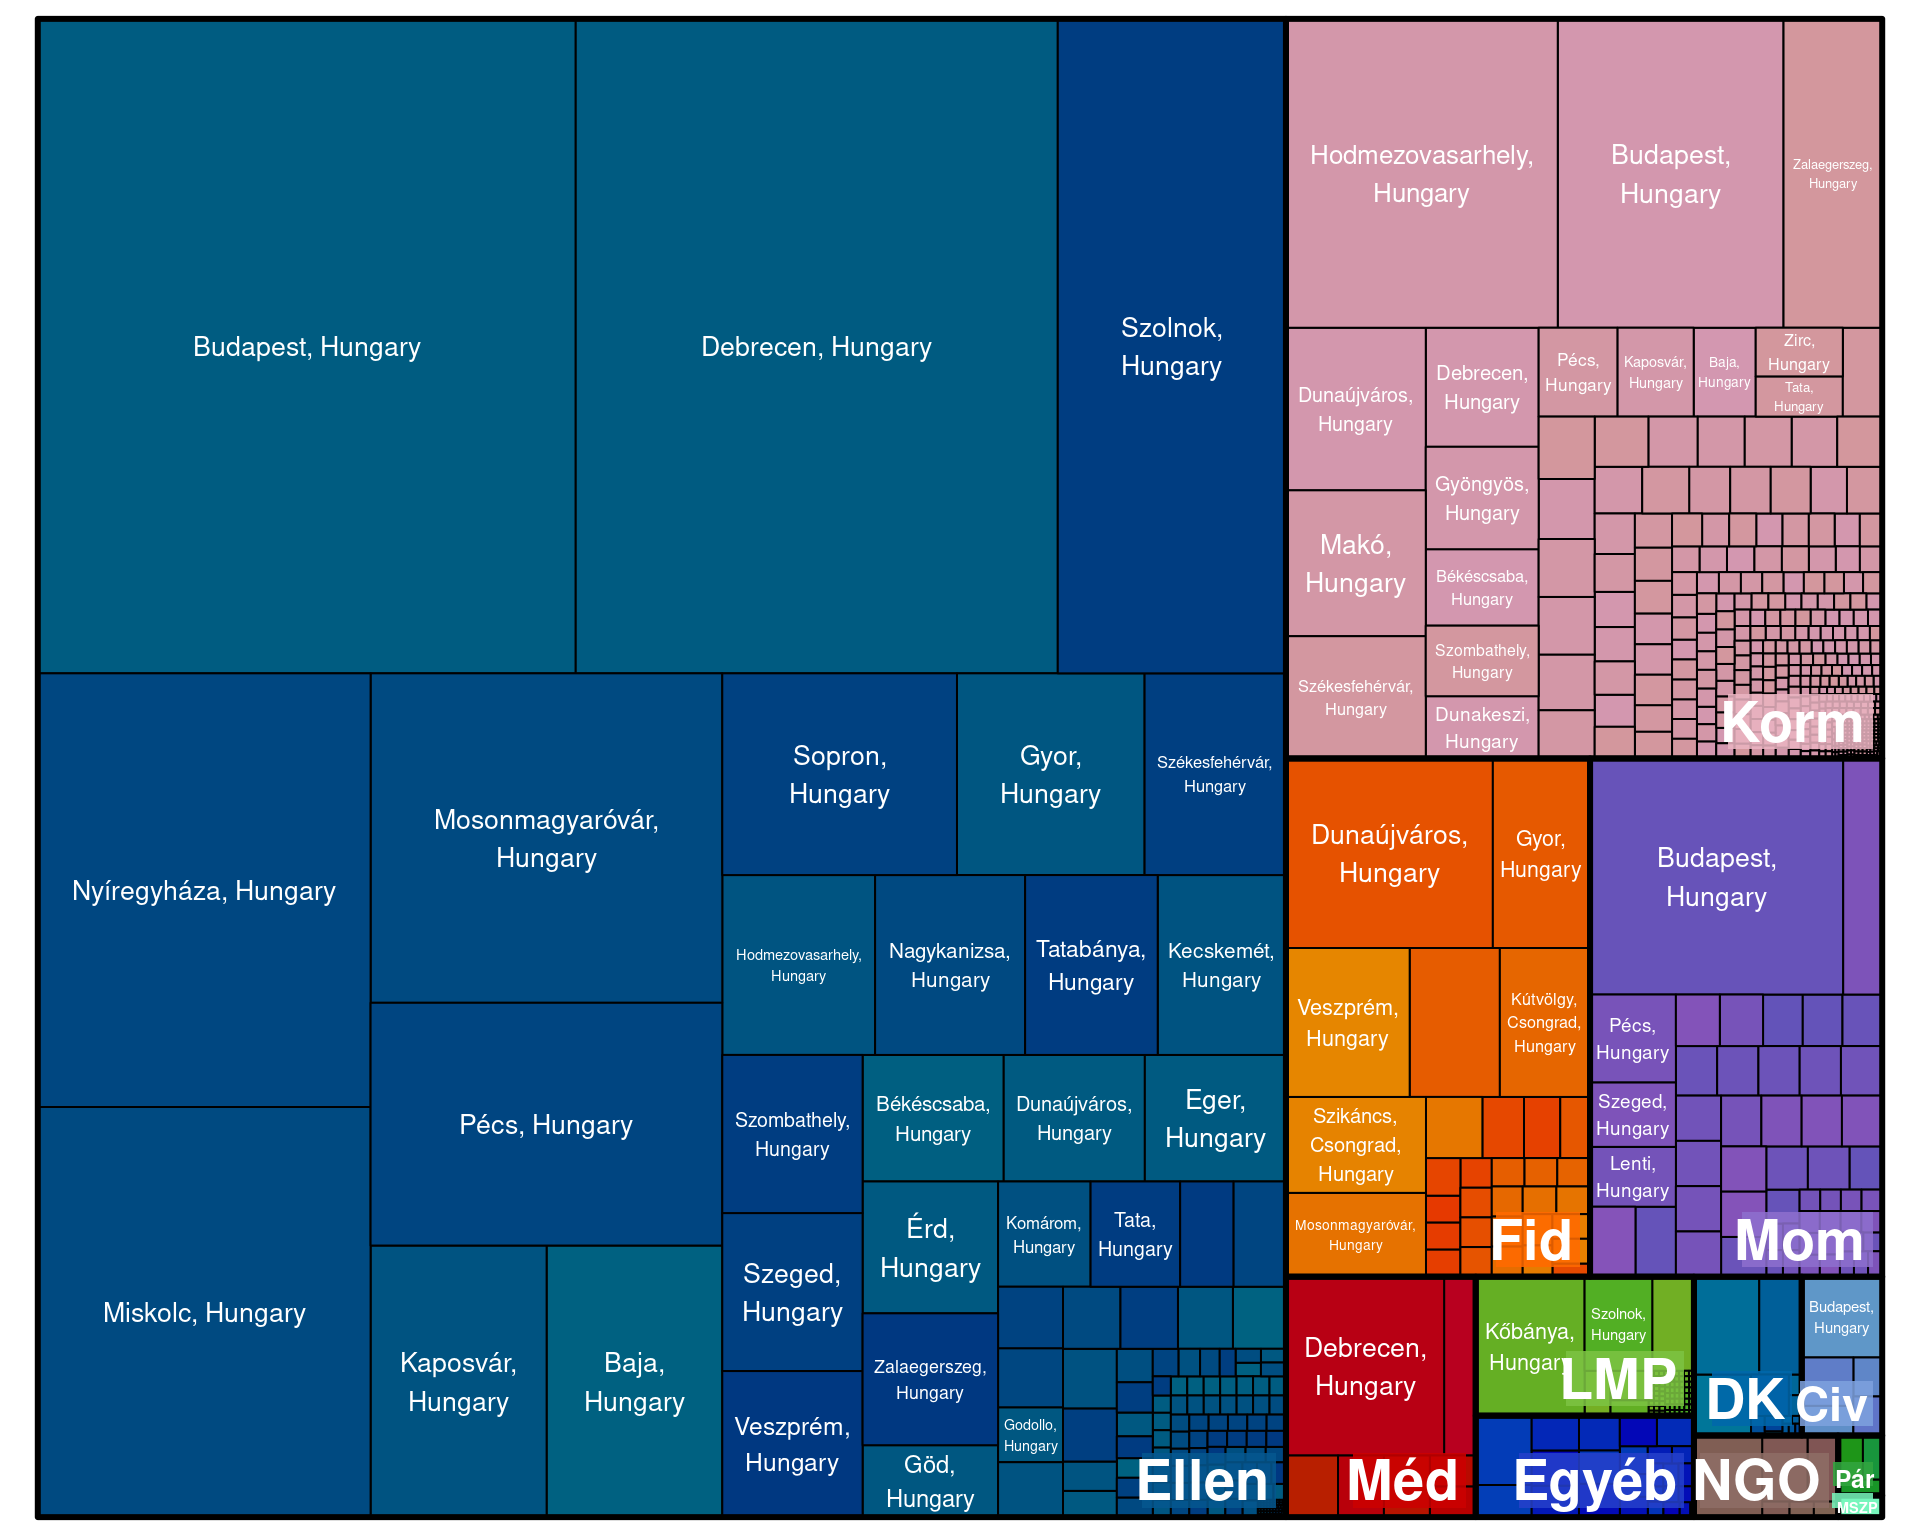 Budapest, Hungary
Debrecen, Hungary
Szolnok,
Hungary
Nyíregyháza, Hungary
Miskolc, Hungary
Mosonmagyaróvár,
Hungary
Pécs, Hungary
Kaposvár,
Hungary
Baja,
Hungary
Sopron,
Hungary
Gyor,
Hungary
Székesfehérvár,
Hungary
Hodmezovasarhely,
Hungary
Nagykanizsa,
Hungary
Tatabánya,
Hungary
Kecskemét,
Hungary
Szombathely,
Hungary
Szeged,
Hungary
Veszprém,
Hungary
Békéscsaba,
Hungary
Dunaújváros,
Hungary
Eger,
Hungary
Érd,
Hungary
Zalaegerszeg,
Hungary
Göd,
Hungary
Komárom,
Hungary
Tata,
Hungary
Godollo,
Hungary
Ellen
Hodmezovasarhely,
Hungary
Budapest,
Hungary
Zalaegerszeg,
Hungary
Dunaújváros,
Hungary
Makó,
Hungary
Székesfehérvár,
Hungary
Debrecen,
Hungary
Gyöngyös,
Hungary
Békéscsaba,
Hungary
Szombathely,
Hungary
Dunakeszi,
Hungary
Pécs,
Hungary
Kaposvár,
Hungary
Baja,
Hungary
Zirc,
Hungary
Tata,
Hungary
Korm
Dunaújváros,
Hungary
Gyor,
Hungary
Veszprém,
Hungary
Kútvölgy,
Csongrad,
Hungary
Szikáncs,
Csongrad,
Hungary
Mosonmagyaróvár,
Hungary
Fid
Budapest,
Hungary
Pécs,
Hungary
Szeged,
Hungary
Lenti,
Hungary
Mom
Debrecen,
Hungary
Méd
Kőbánya,
Hungary
Szolnok,
Hungary
LMP
Egyéb
DK
Budapest,
Hungary
Civ
NGO
Pár
MSZP